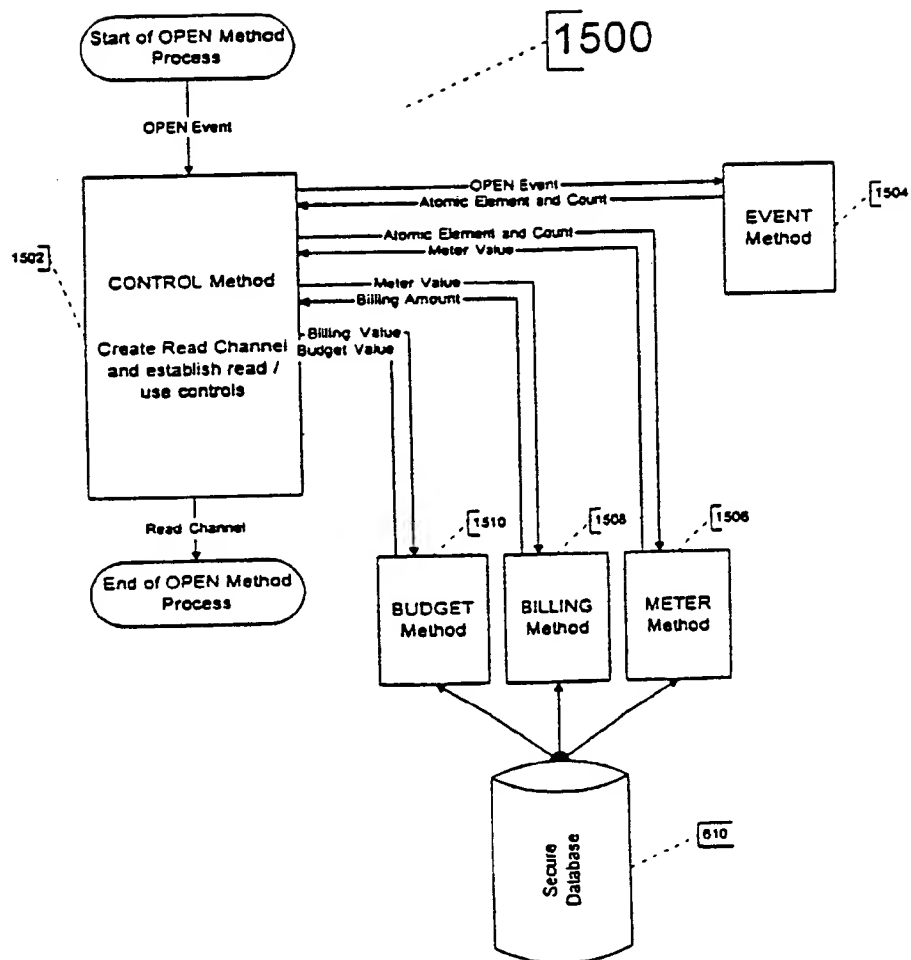 Start of OPEN Method
Process
1500
OPEN Event
OPEN Event
Atomic Element and Count
EVENT
Method
1504
Atomic Element and Count
Meter Value
1502
CONTROL Method
Meter Value
Billing Amount
Create Read Channel
and establish read /
use controls
Billing Value
Budget Value
Read Channel
End of OPEN Method
Process
1510
1508
1506
BUDGET
Method
BILLING
Method
METER
Method
Secure
Database
610